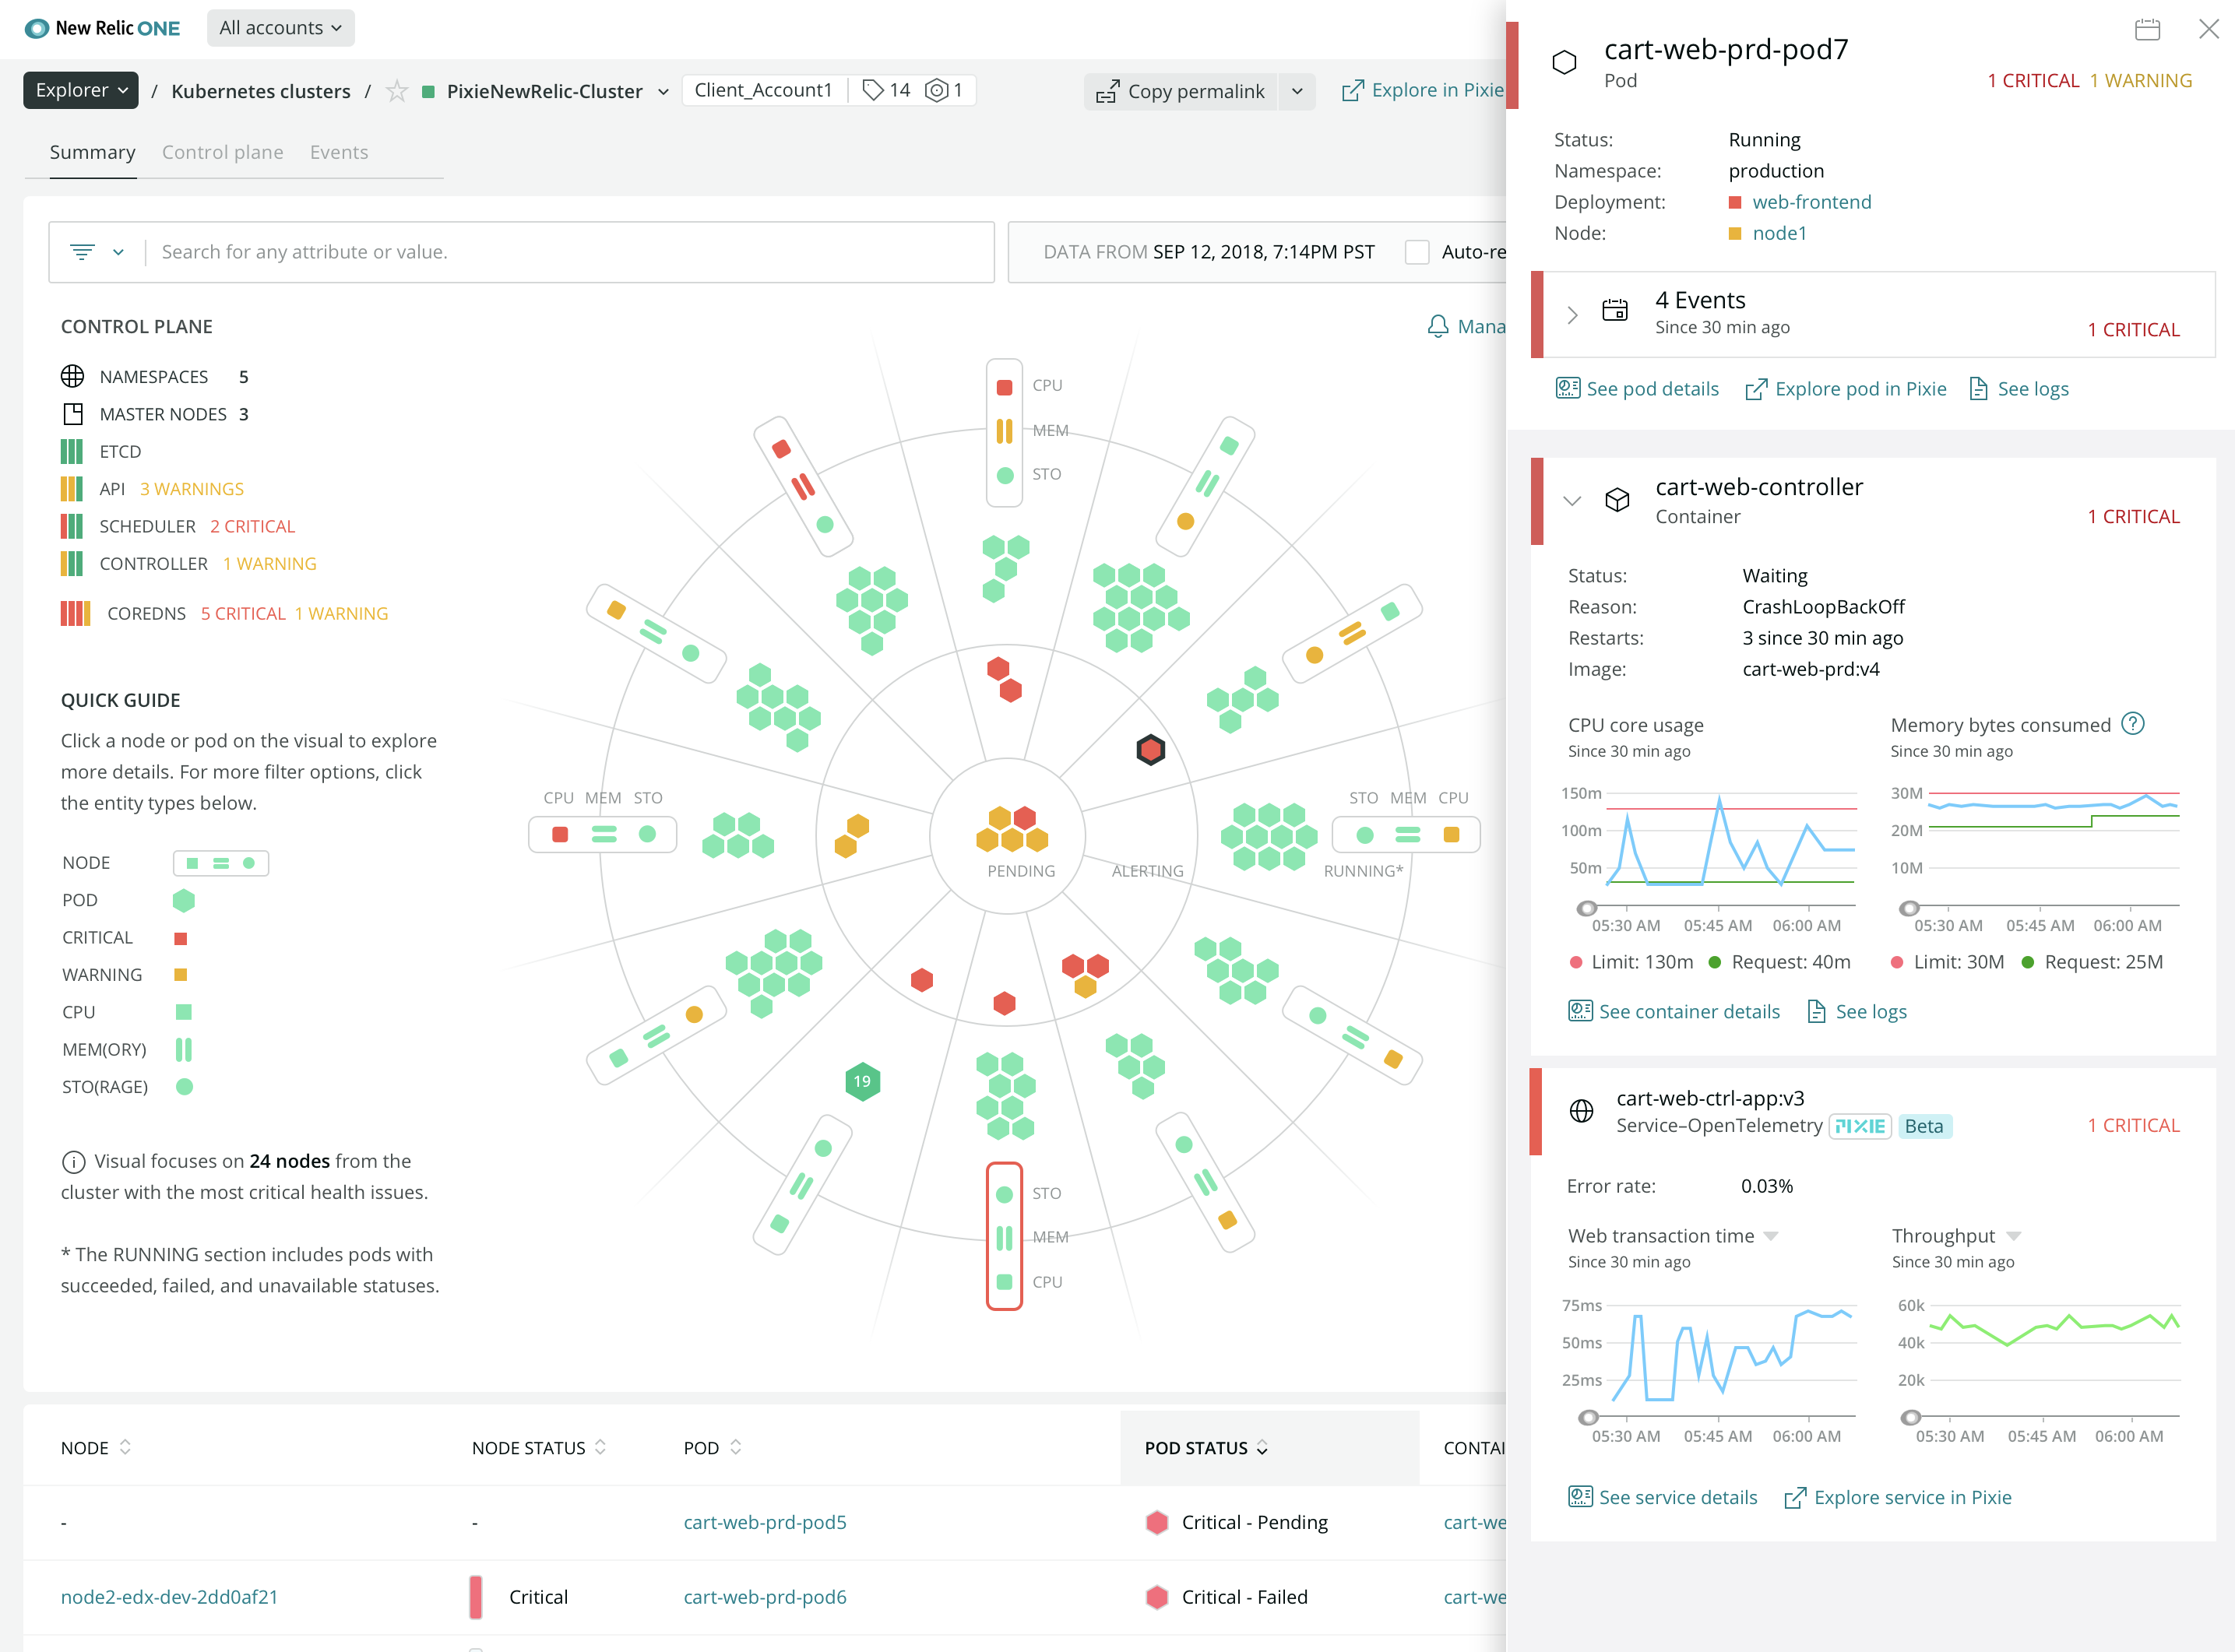 New Relic ONE
All accounts
Explorer / Kubernetes clusters / PixieNewRelic-Cluster Client_Account1 14 1
Copy permalink Explore in Pixie
Summary Control plane Events
Search for any attribute or value.
DATA FROM SEP 12, 2018, 7:14PM PST Auto-re
CONTROL PLANE
Mana
NAMESPACES 5
MASTER NODES 3
ETCD
API 3 WARNINGS
SCHEDULER 2 CRITICAL
CONTROLLER 1 WARNING
COREDNS 5 CRITICAL 1 WARNING
QUICK GUIDE
Click a node or pod on the visual to explore
more details. For more filter options, click
the entity types below.
NODE
POD
CRITICAL
WARNING
CPU
MEM(ORY)
STO(RAGE)
Visual focuses on 24 nodes from the
cluster with the most critical health issues.
* The RUNNING section includes pods with
succeeded, failed, and unavailable statuses.
CPU
MEM
STO
CPU MEM STO
STO MEM CPU
PENDING ALERTING RUNNING*
19
STO
MEM
CPU
NODE NODE STATUS POD POD STATUS CONTAI
- - cart-web-prd-pod5 Critical - Pending cart-we
node2-edx-dev-2dd0af21 Critical cart-web-prd-pod6 Critical - Failed cart-we
cart-web-prd-pod7
Pod
1 CRITICAL 1 WARNING
Status: Running
Namespace: production
Deployment: web-frontend
Node: node1
4 Events
Since 30 min ago
1 CRITICAL
See pod details Explore pod in Pixie See logs
cart-web-controller
Container
1 CRITICAL
Status: Waiting
Reason: CrashLoopBackOff
Restarts: 3 since 30 min ago
Image: cart-web-prd:v4
CPU core usage
Since 30 min ago
150m
100m
50m
05:30 AM 05:45 AM 06:00 AM
Limit: 130m Request: 40m
Memory bytes consumed ?
Since 30 min ago
30M
20M
10M
05:30 AM 05:45 AM 06:00 AM
Limit: 30M Request: 25M
See container details See logs
cart-web-ctrl-app:v3
Service–OpenTelemetry PIXIE Beta
1 CRITICAL
Error rate: 0.03%
Web transaction time
Since 30 min ago
75ms
50ms
25ms
05:30 AM 05:45 AM 06:00 AM
Throughput
Since 30 min ago
60k
40k
20k
05:30 AM 05:45 AM 06:00 AM
See service details Explore service in Pixie